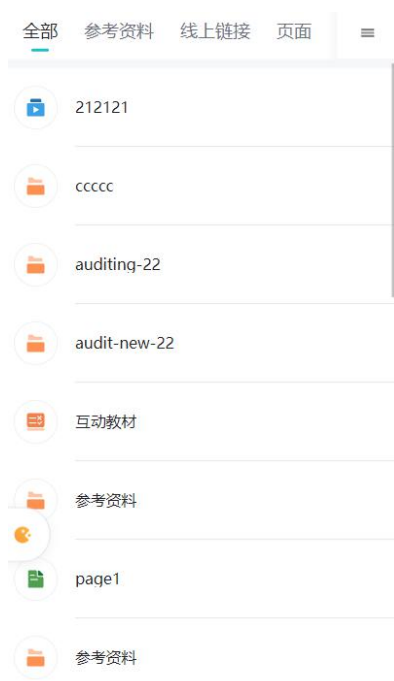 全部 参考资料 线上链接 页面
212121
ccccc
auditing-22
audit-new-22
互动教材
参考资料
page1
参考资料